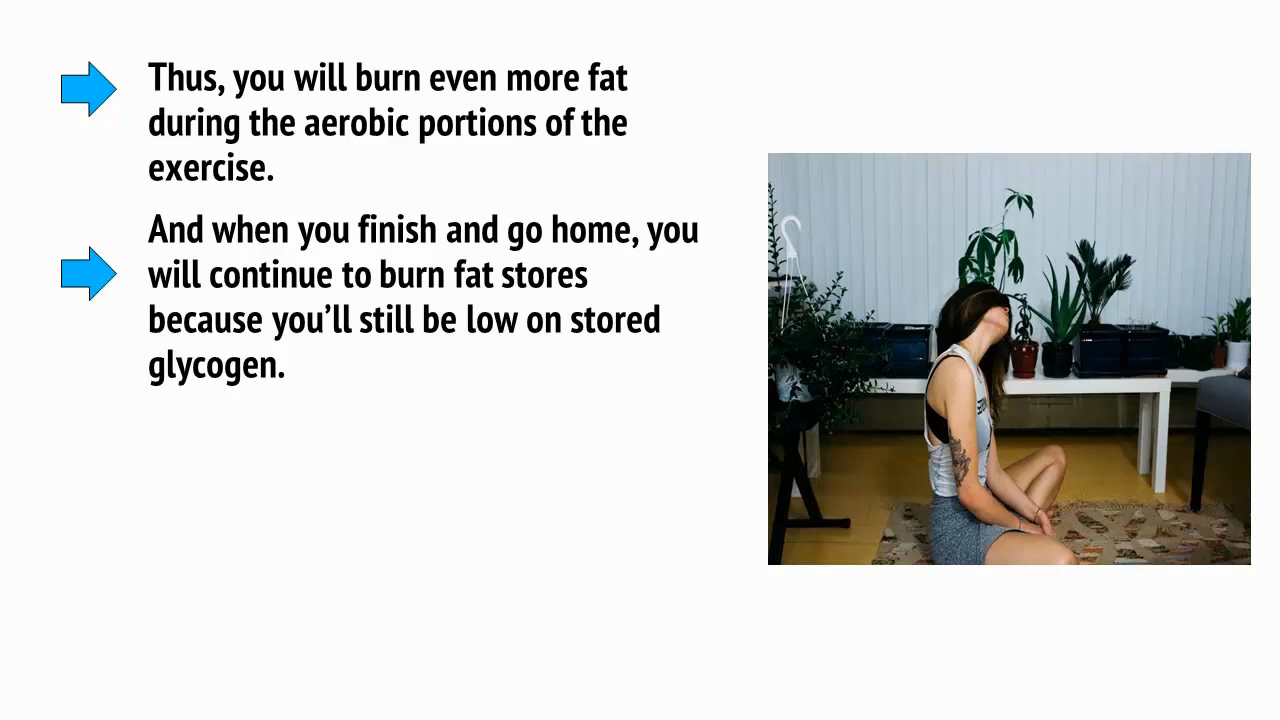 Thus, you will burn even more fat
during the aerobic portions of the
exercise.
And when you finish and go home, you
will continue to burn fat stores
because you’ll still be low on stored
glycogen.